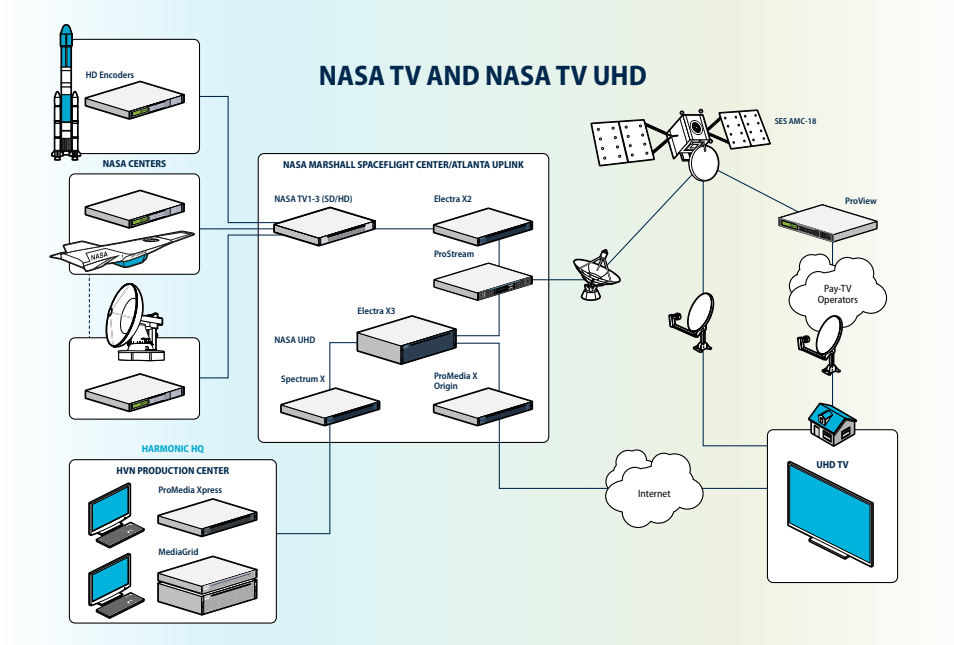 NASA TV AND NASA TV UHD
HD Encoders
NASA CENTERS
NASA
NASA MARSHALL SPACEFLIGHT CENTER/ATLANTA UPLINK
NASA TV1-3 (SD/HD)
Electra X2
ProStream
Electra X3
NASA UHD
Spectrum X
ProMedia X
Origin
HARMONIC HQ
HVN PRODUCTION CENTER
ProMedia Xpress
MediaGrid
SES AMC-18
ProView
Pay-TV
Operators
Internet
UHD TV